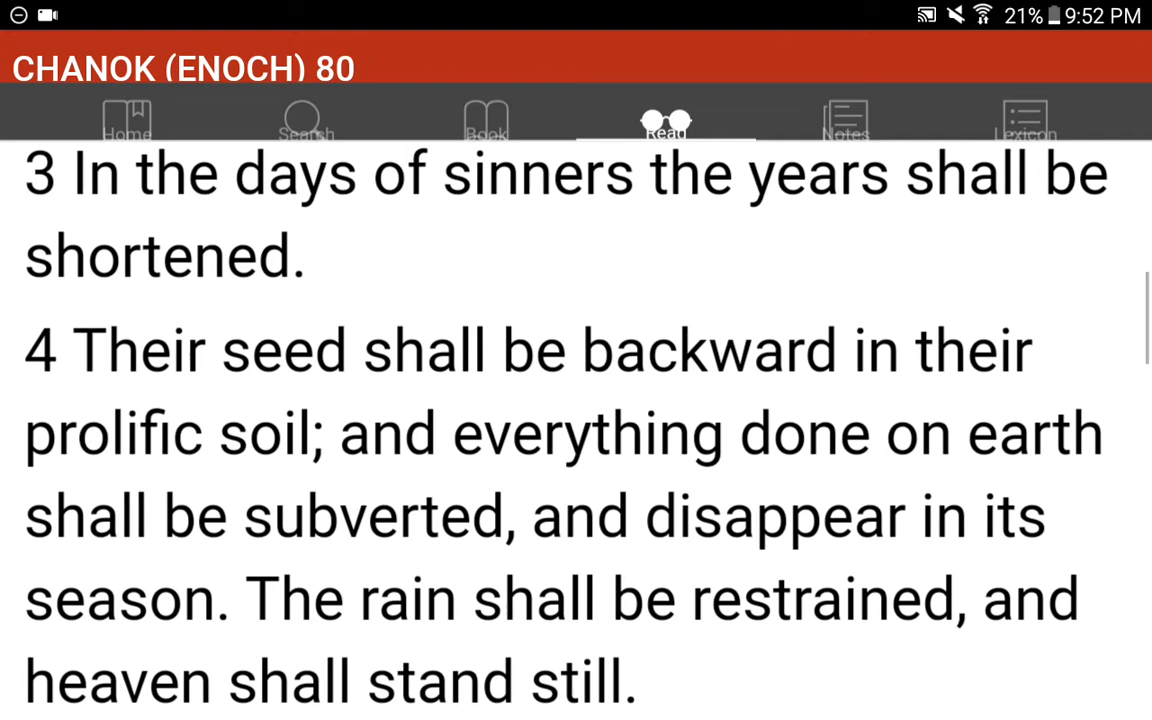 21% 9:52 PM
CHANOK (ENOCH) 80
Home Search Book Read Notes Lexicon
3 In the days of sinners the years shall be
shortened.
4 Their seed shall be backward in their
prolific soil; and everything done on earth
shall be subverted, and disappear in its
season. The rain shall be restrained, and
heaven shall stand still.